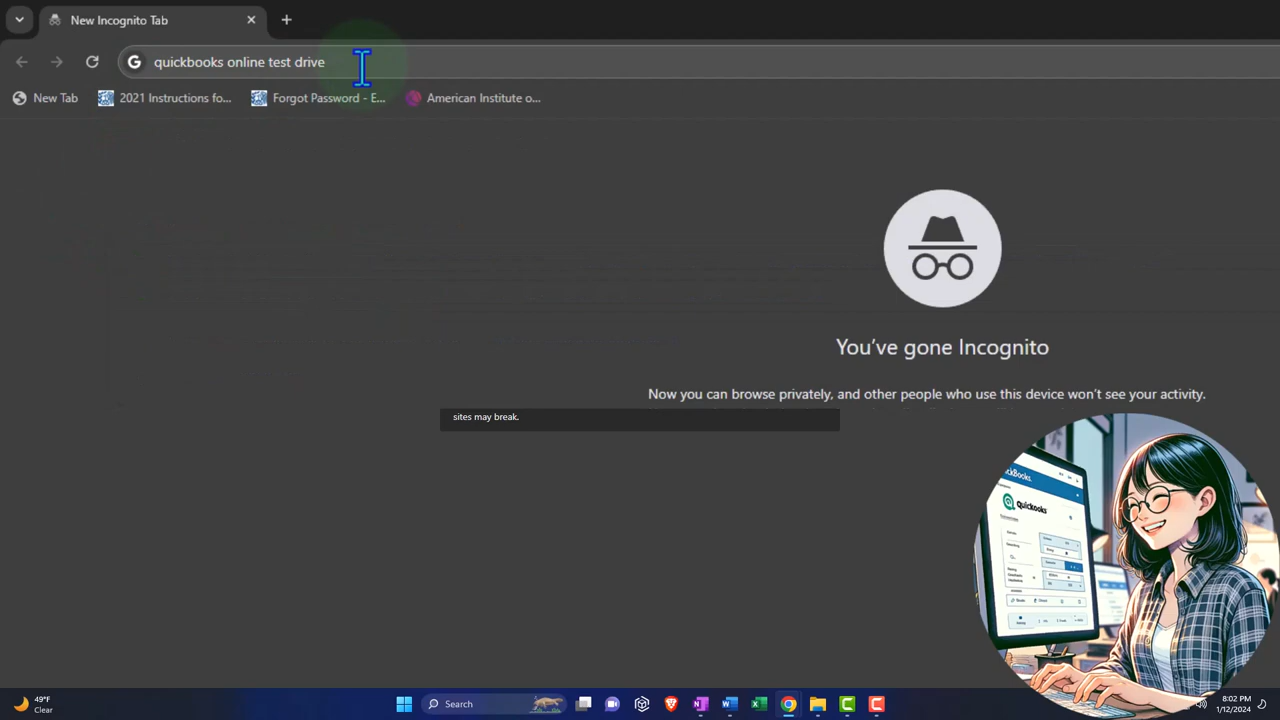 New Incognito Tab
quickbooks online test drive
New Tab
2021 Instructions fo...
Forgot Password - E...
American Institute o...
You've gone Incognito
Now you can browse privately, and other people who use this device won't see your activity.
sites may break.
ckBooks.
Quickooks
49°F
Clear
Search
8:02 PM
1/12/2024